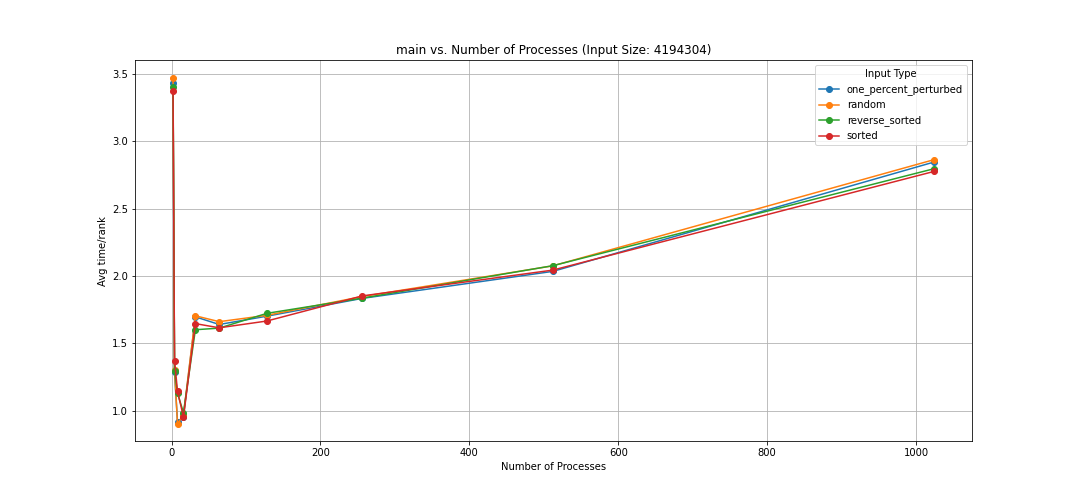 main vs. Number of Processes (Input Size: 4194304)
Input Type
one_percent_perturbed
random
reverse_sorted
sorted
Avg time/rank
3.5
3.0
2.5
2.0
1.5
1.0
0 200 400 600 800 1000
Number of Processes